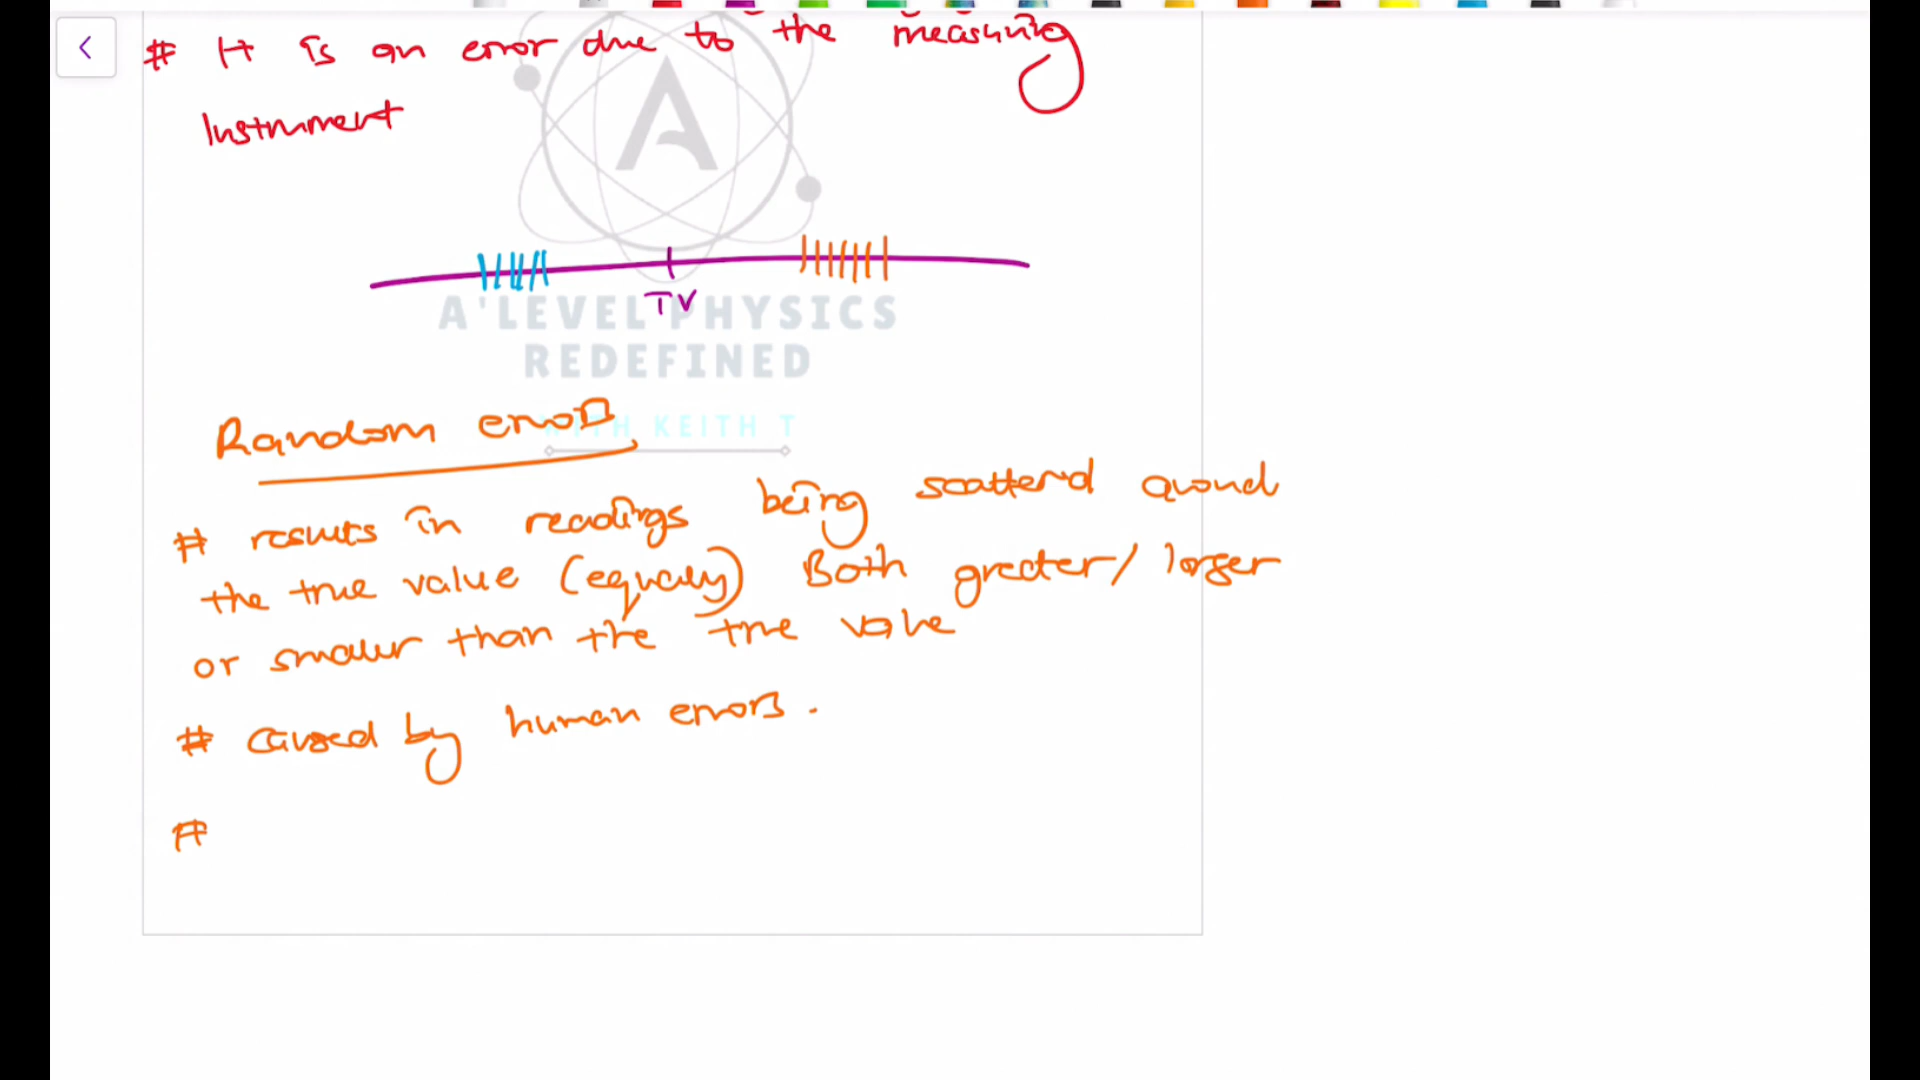 # It is an error due to the measuring
Instrument
A
TV
A'LEVEL PHYSICS
REDEFINED
WITH KEITH T
Random errors
# results in readings being scattered around
the true value (equally) Both greater/ larger
or smaller than the true value
# caused by human errors.
#